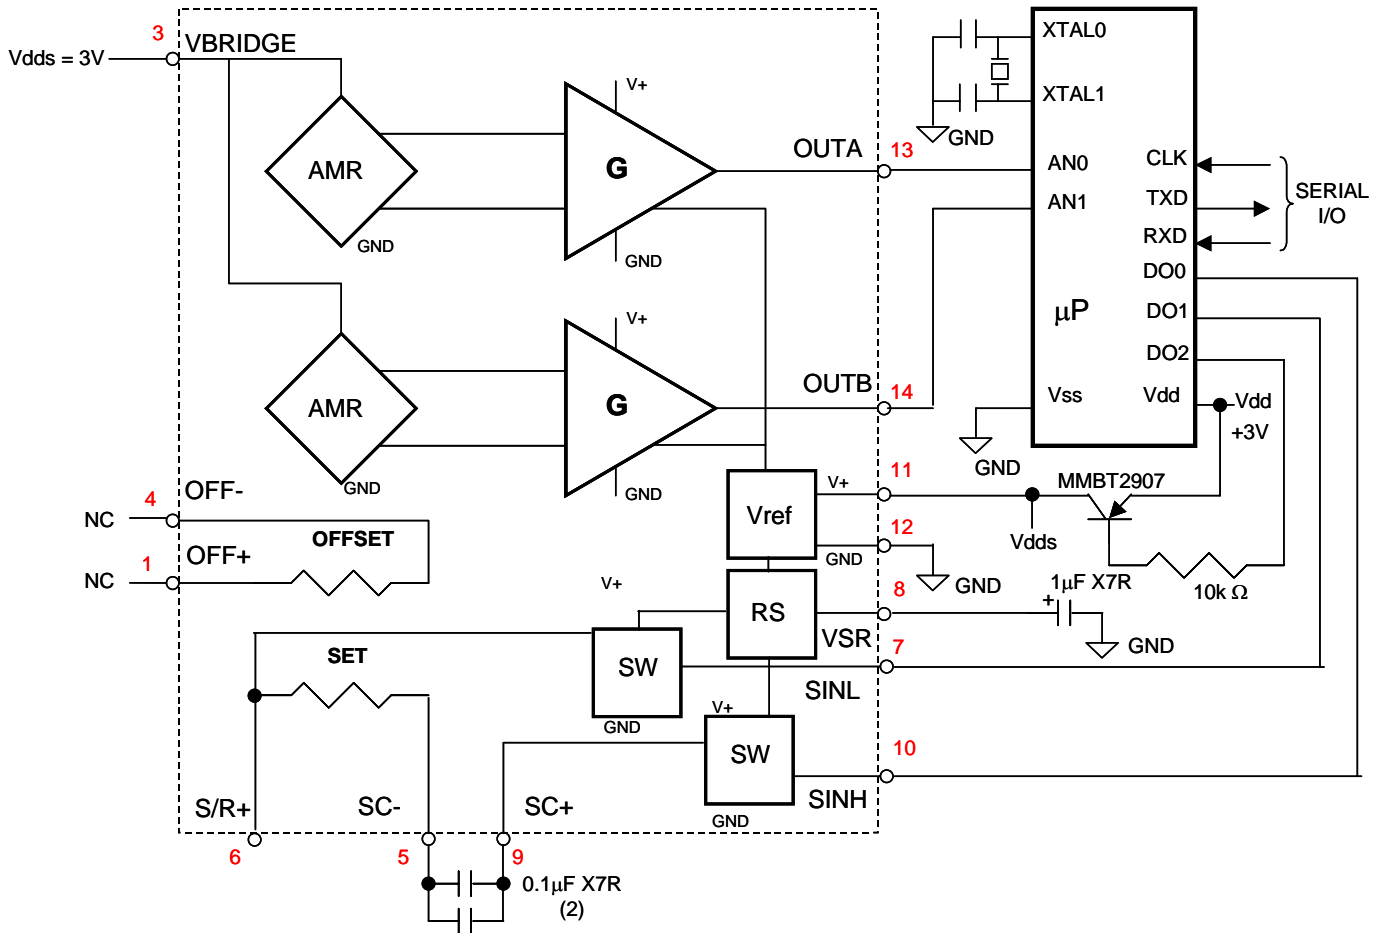 3
VBRIDGE
Vdds = 3V
V+
AMR
G
GND
OUTA
13
XTAL0
XTAL1
GND
AN0
AN1
CLK
TXD
RXD
SERIAL
I/O
DO0
DO1
DO2
μP
Vss
Vdd
Vdd
+3V
GND
GND
V+
AMR
G
GND
GND
OUTB
14
4
OFF-
NC
OFFSET
1
OFF+
NC
Vref
V+
GND
11
12
GND
MMBT2907
Vdds
10k Ω
V+
RS
8
VSR
1μF X7R
+
GND
SET
SW
GND
7
SINL
V+
SW
GND
10
SINH
S/R+
SC-
SC+
6
5
9
0.1μF X7R
(2)